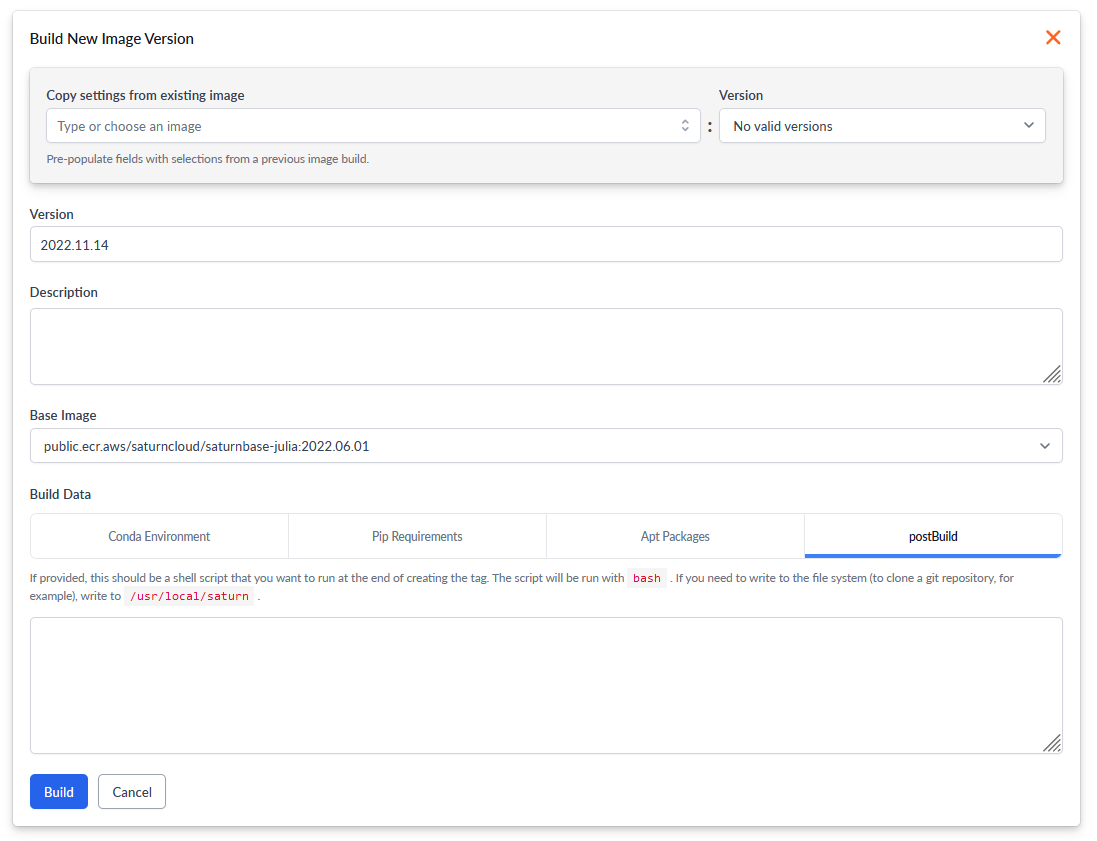 Build New Image Version
Copy settings from existing image
Version
Type or choose an image
:
No valid versions
Pre-populate fields with selections from a previous image build.
Version
2022.11.14
Description
Base Image
public.ecr.aws/saturncloud/saturnbase-julia:2022.06.01
Build Data
Conda Environment
Pip Requirements
Apt Packages
postBuild
If provided, this should be a shell script that you want to run at the end of creating the tag. The script will be run with bash . If you need to write to the file system (to clone a git repository, for
example), write to /usr/local/saturn .
Build
Cancel